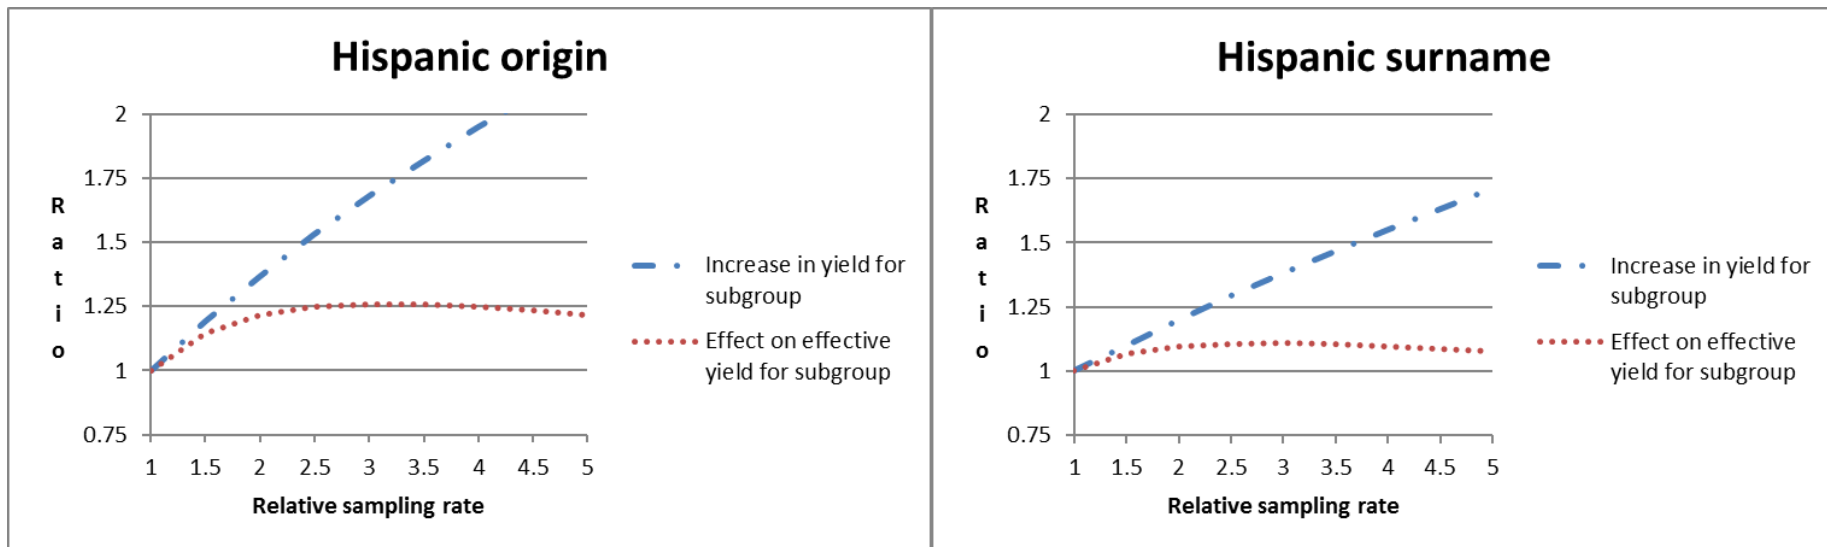 Hispanic origin
2
1.75
1.5
1.25
1
0.75
Ratio
1 1.5 2 2.5 3 3.5 4 4.5 5
Relative sampling rate
Increase in yield for
subgroup
Effect on effective
yield for subgroup
Hispanic surname
2
1.75
1.5
1.25
1
0.75
Ratio
1 1.5 2 2.5 3 3.5 4 4.5 5
Relative sampling rate
Increase in yield for
subgroup
Effect on effective
yield for subgroup